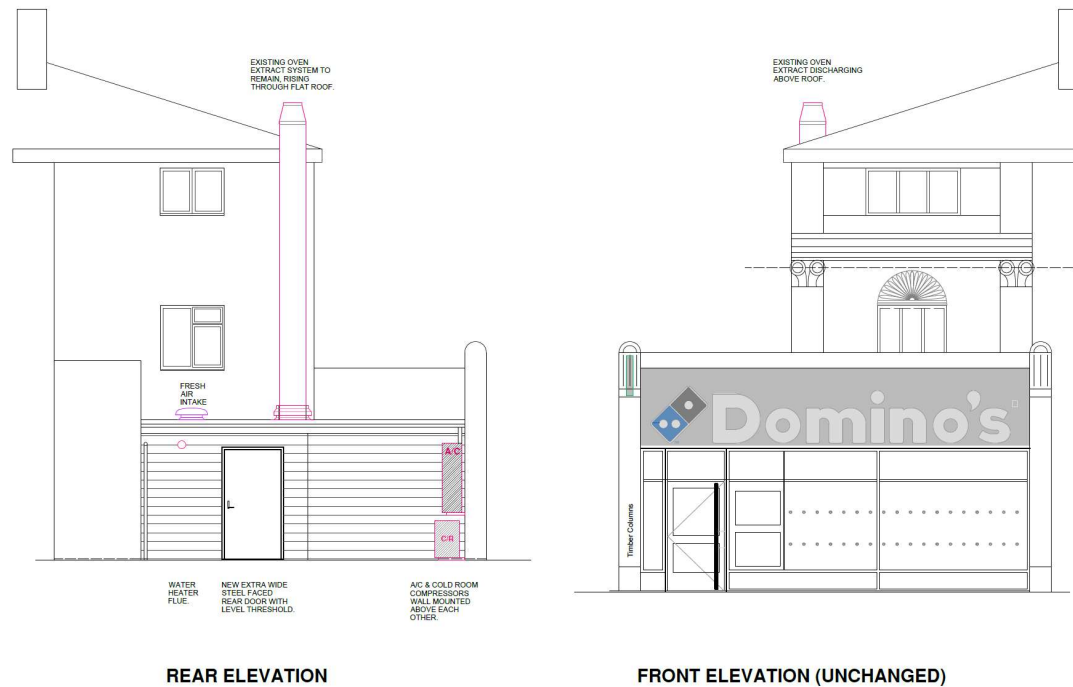 EXISTING OVEN
EXTRACT SYSTEM TO
REMAIN, RISING
THROUGH FLAT ROOF.
FRESH
AIR
INTAKE
A/C
C/R
WATER
HEATER
FLUE.
NEW EXTRA WIDE
STEEL FACED
REAR DOOR WITH
LEVEL THRESHOLD.
A/C & COLD ROOM
COMPRESSORS
WALL MOUNTED
ABOVE EACH
OTHER.
REAR ELEVATION
EXISTING OVEN
EXTRACT DISCHARGING
ABOVE ROOF.
Domino's
Timber Columns
FRONT ELEVATION (UNCHANGED)